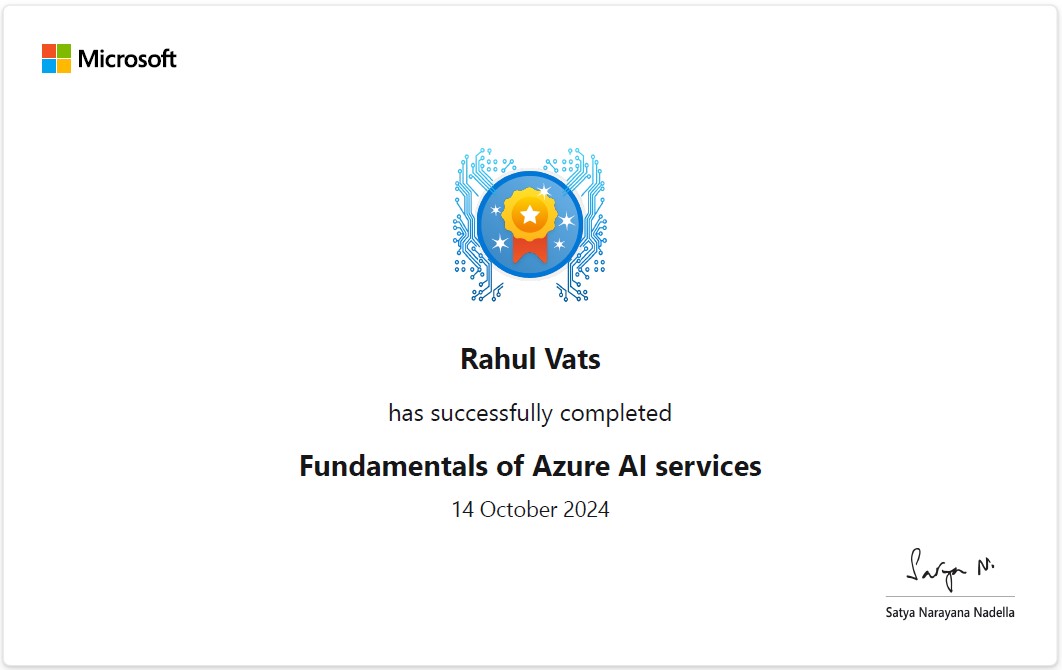 Microsoft
Rahul Vats
has successfully completed
Fundamentals of Azure AI services
14 October 2024
Satya N.
Satya Narayana Nadella